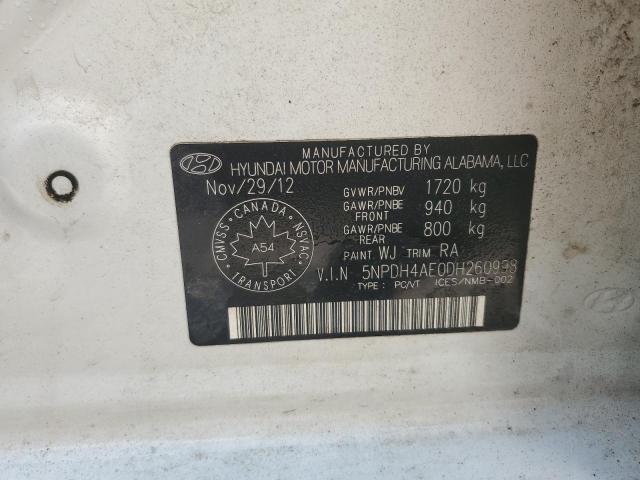 MANUFACTURED BY
HYUNDAI MOTOR MANUFACTURING ALABAMA, LLC
Nov/29/12
GVWR/PNBV 1720 kg
GAWR/PNBE FRONT 940 kg
GAWR/PNBE REAR 800 kg
PAINT WJ TRIM RA
V.I.N 5NPDH4AE0DH260998
TYPE : PC/VT ICES/NMB-002
CANADA
CMVSS NSVAC
A54
TRANSPORT